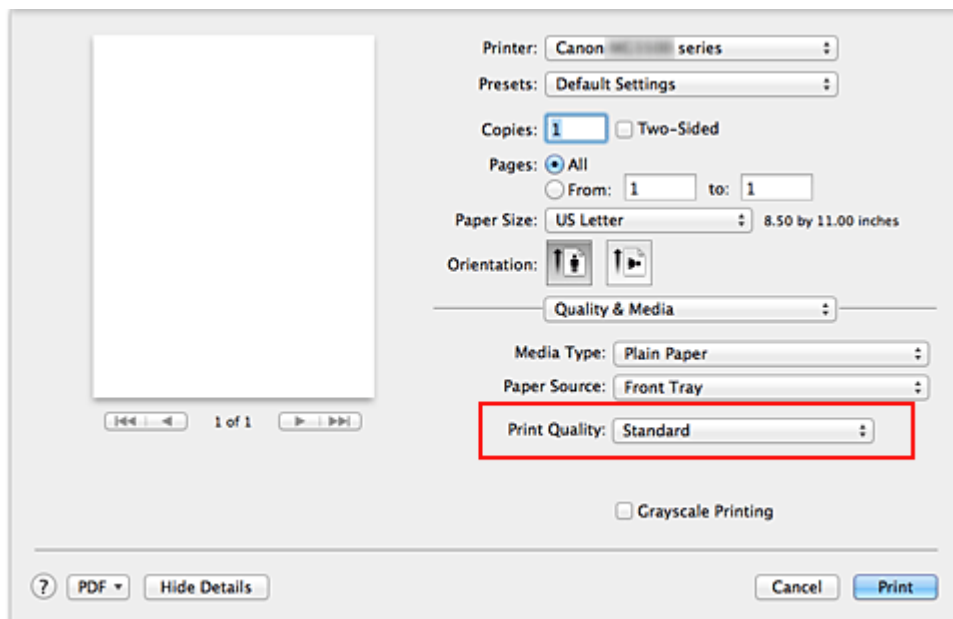 Printer: Canon series
Presets: Default Settings
Copies: 1 Two-Sided
Pages: All
From: 1 to: 1
Paper Size: US Letter 8.50 by 11.00 inches
Orientation:
Quality & Media
Media Type: Plain Paper
Paper Source: Front Tray
1 of 1
Print Quality: Standard
Grayscale Printing
? PDF Hide Details Cancel Print